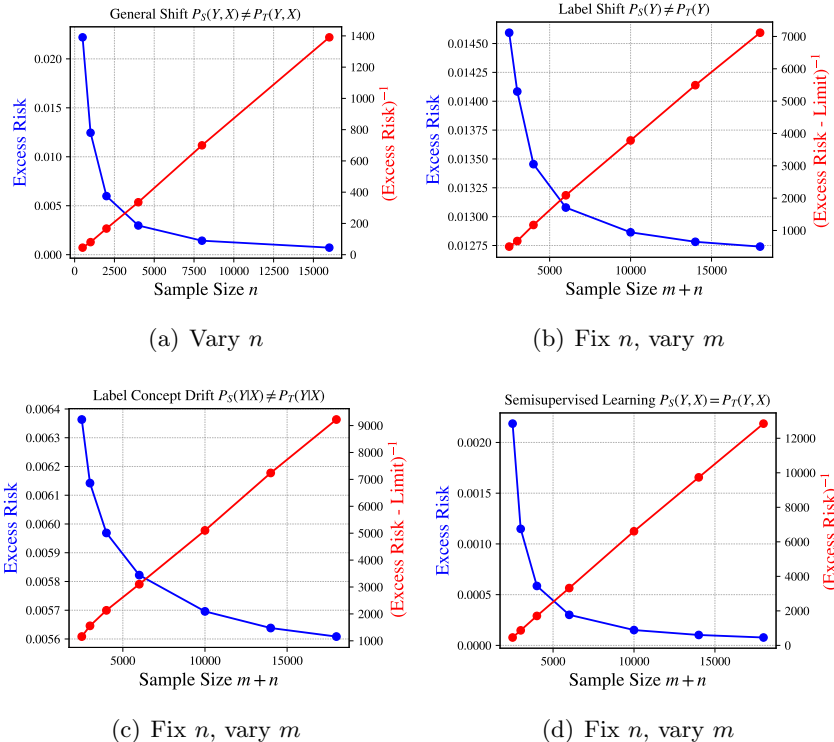 General Shift P_S(Y, X) ≠ P_T(Y, X)
Excess Risk
0.020
0.015
0.010
0.005
0.000
1400
1200
1000
800
600
400
200
0
(Excess Risk)⁻¹
0 2500 5000 7500 10000 12500 15000
Sample Size n
(a) Vary n
Label Shift P_S(Y) ≠ P_T(Y)
Excess Risk
0.01450
0.01425
0.01400
0.01375
0.01350
0.01325
0.01300
0.01275
7000
6000
5000
4000
3000
2000
1000
(Excess Risk - Limit)⁻¹
5000 10000 15000
Sample Size m + n
(b) Fix n, vary m
Label Concept Drift P_S(Y|X) ≠ P_T(Y|X)
Excess Risk
0.0064
0.0063
0.0062
0.0061
0.0060
0.0059
0.0058
0.0057
0.0056
9000
8000
7000
6000
5000
4000
3000
2000
1000
(Excess Risk - Limit)⁻¹
5000 10000 15000
Sample Size m + n
(c) Fix n, vary m
Semisupervised Learning P_S(Y, X) = P_T(Y, X)
Excess Risk
0.0020
0.0015
0.0010
0.0005
0.0000
12000
10000
8000
6000
4000
2000
0
(Excess Risk)⁻¹
5000 10000 15000
Sample Size m + n
(d) Fix n, vary m